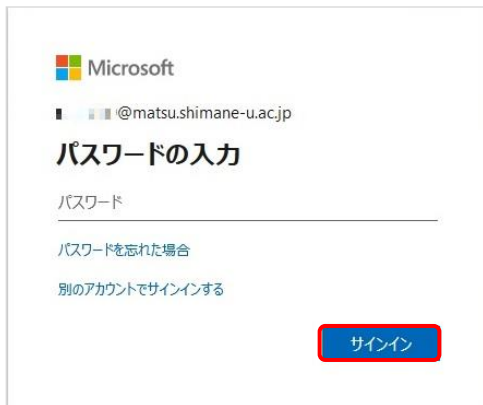 Microsoft
@matsu.shimane-u.ac.jp
パスワードの入力
パスワード
パスワードを忘れた場合
別のアカウントでサインインする
サインイン